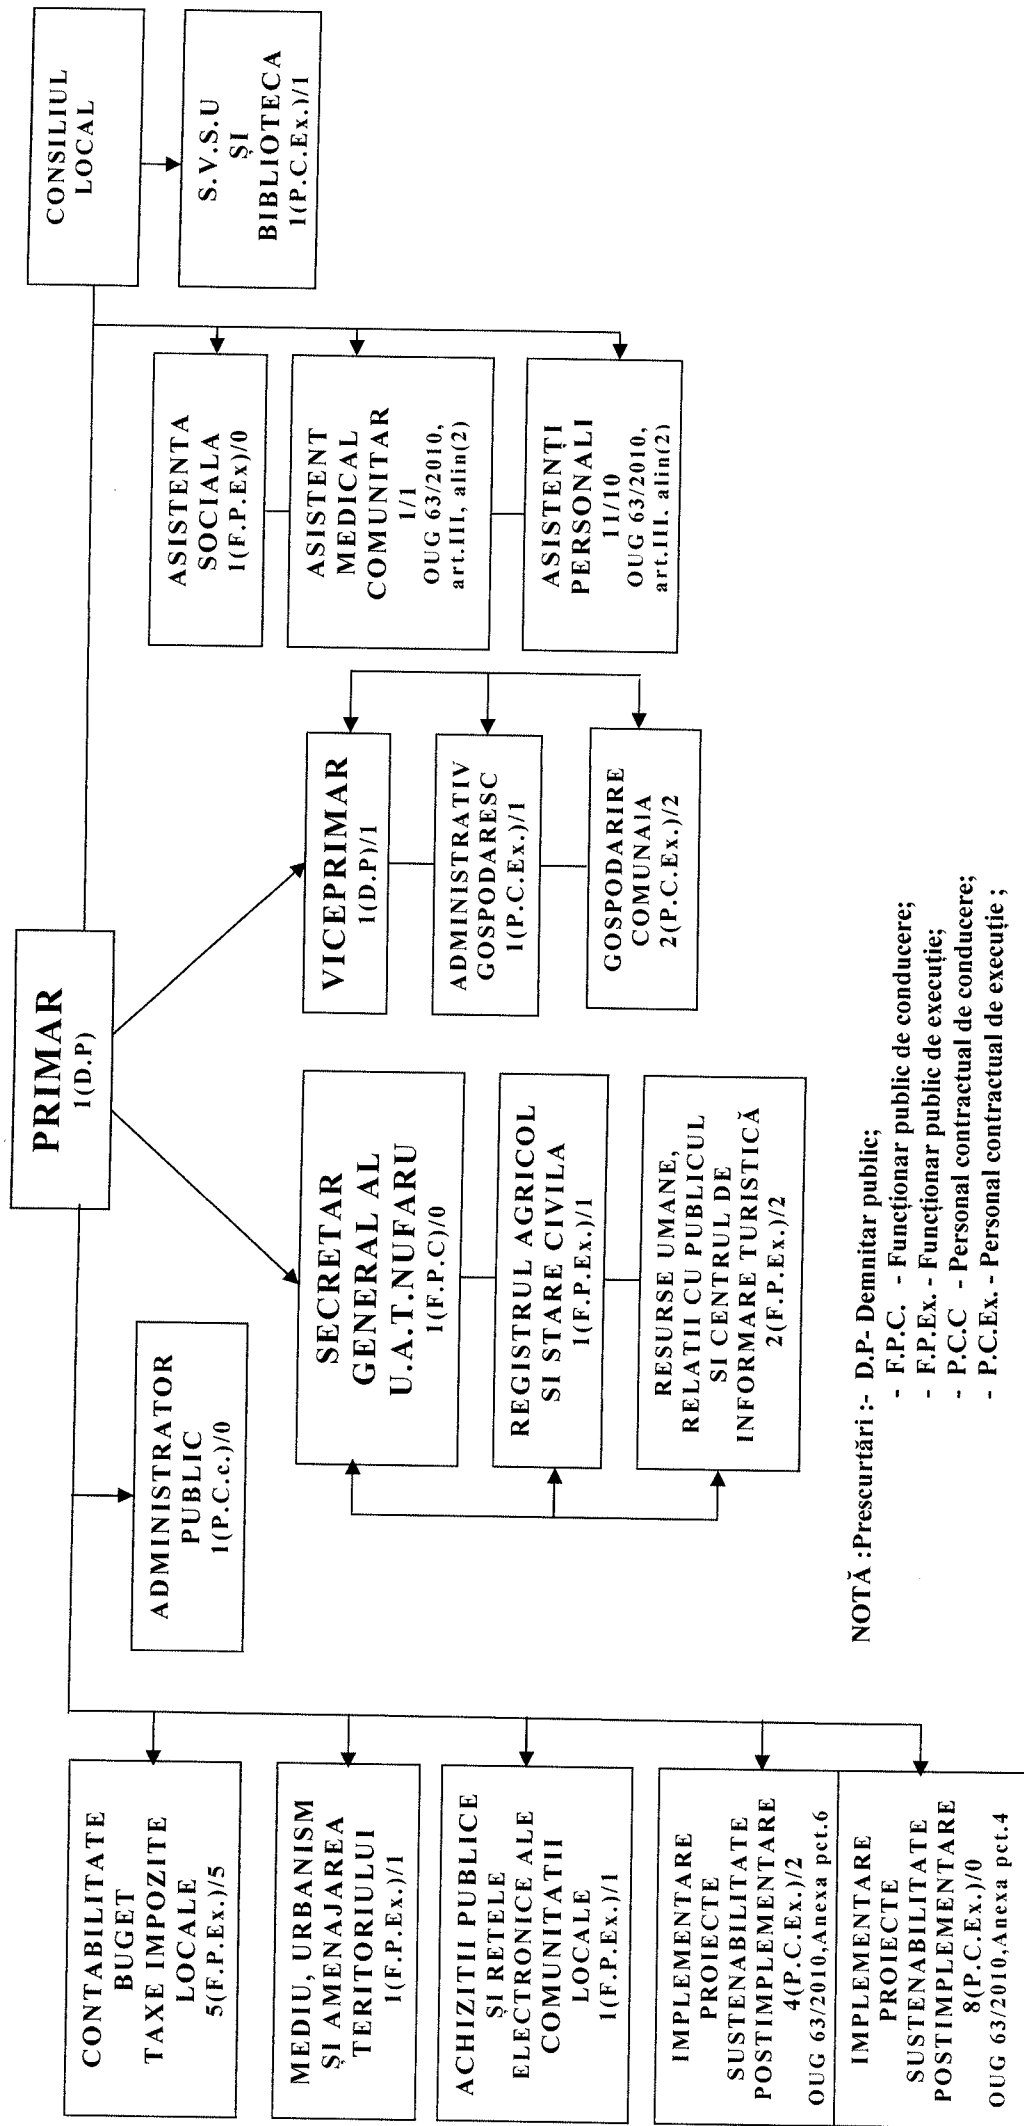 PRIMAR
1(D.P)
CONSILIUL
LOCAL
S.V.S.U
ȘI
BIBLIOTECA
1(P.C.Ex.)/1
ADMINISTRATOR
PUBLIC
1(P.C.c.)/0
CONTABILITATE
BUGET
TAXE IMPOZITE
LOCALE
5(F.P.Ex.)/5
MEDIU, URBANISM
ȘI AMENAJAREA
TERITORIULUI
1(F.P.Ex.)/1
ACHIZITII PUBLICE
ȘI RETELE
ELECTRONICE ALE
COMUNITATII
LOCALE
1(F.P.Ex.)/1
IMPLEMENTARE
PROIECTE
SUSTENABILITATE
POSTIMPLEMENTARE
4(P.C.Ex.)/2
OUG 63/2010,Anexa pct.6
IMPLEMENTARE
PROIECTE
SUSTENABILITATE
POSTIMPLEMENTARE
8(P.C.Ex.)/0
OUG 63/2010,Anexa pct.4
SECRETAR
GENERAL AL
U.A.T.NUFARU
1(F.P.C)/0
REGISTRUL AGRICOL
SI STARE CIVILA
1(F.P.Ex.)/1
RESURSE UMANE,
RELATII CU PUBLICUL
SI CENTRUL DE
INFORMARE TURISTICĂ
2(F.P.Ex.)/2
VICEPRIMAR
1(D.P)/1
ADMINISTRATIV
GOSPODARESC
1(P.C.Ex.)/1
GOSPODARIRE
COMUNAlA
2(P.C.Ex.)/2
ASISTENTA
SOCIALA
1(F.P.Ex)/0
ASISTENT
MEDICAL
COMUNITAR
1/1
OUG 63/2010,
art.III, alin(2)
ASISTENȚI
PERSONALI
11/10
OUG 63/2010,
art.III. alin(2)
NOTĂ :Prescurtări :- D.P- Demnitar public;
- F.P.C. - Funcționar public de conducere;
- F.P.Ex. - Funcționar public de execuție;
- P.C.C - Personal contractual de conducere;
- P.C.Ex. - Personal contractual de execuție ;